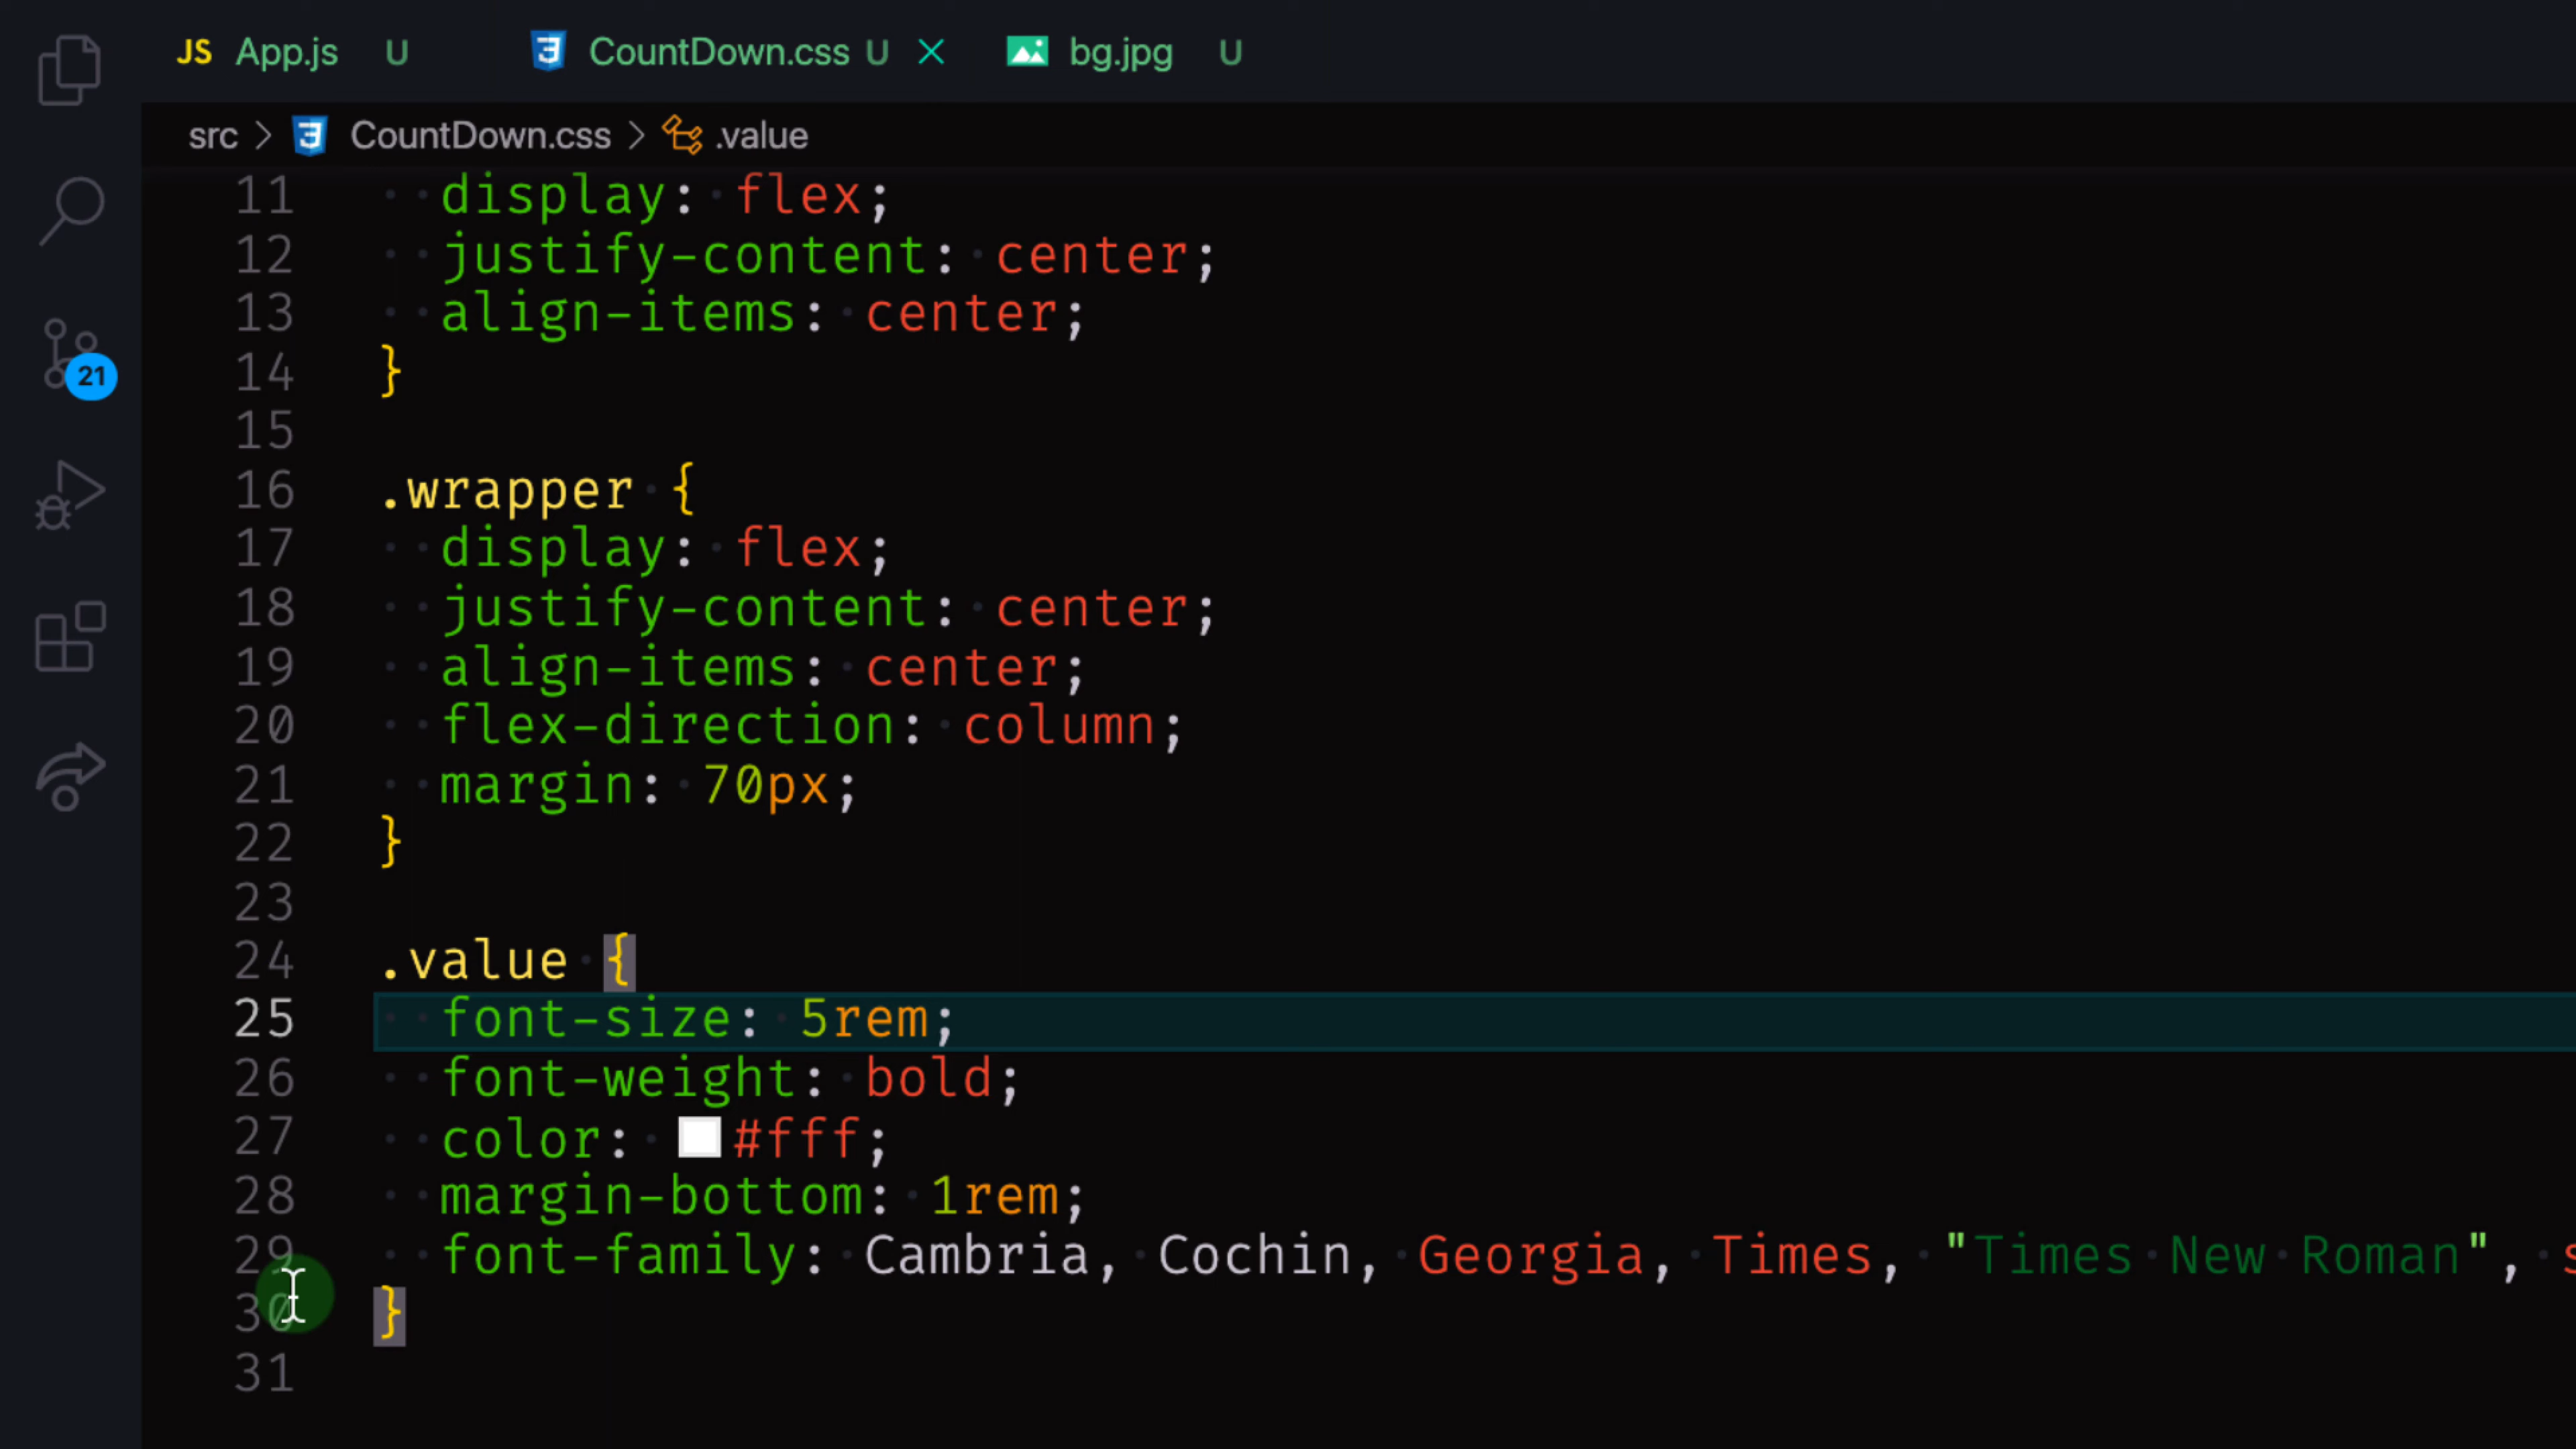 JS App.js U CountDown.css U bg.jpg U
src > CountDown.css > .value
11 display: flex;
12 justify-content: center;
13 align-items: center;
14 }
15
16 .wrapper {
17 display: flex;
18 justify-content: center;
19 align-items: center;
20 flex-direction: column;
21 margin: 70px;
22 }
23
24 .value {
25 font-size: 5rem;
26 font-weight: bold;
27 color: #fff;
28 margin-bottom: 1rem;
29 font-family: Cambria, Cochin, Georgia, Times, "Times New Roman",
30 }
31
21